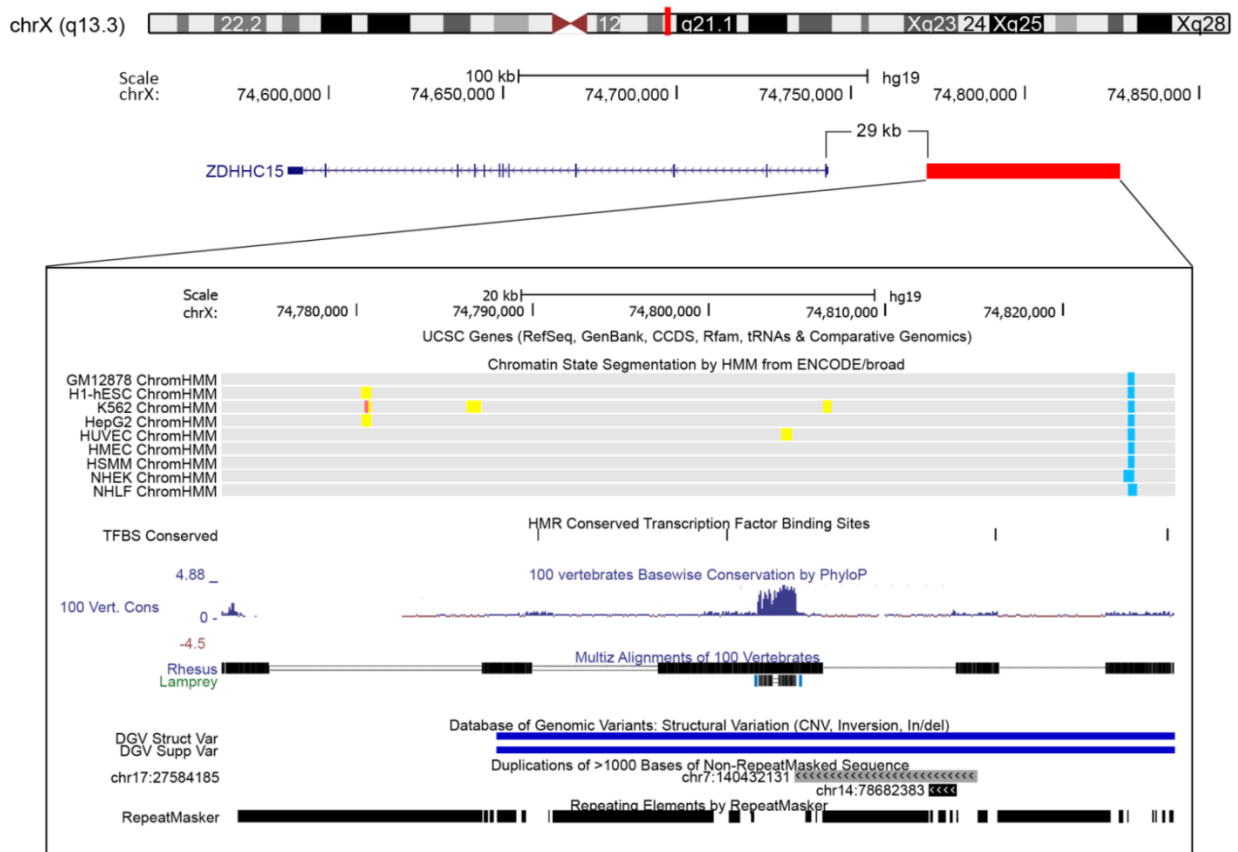 chrX (q13.3) 22.2 12 q21.1 Xq23 24 Xq25 Xq28
Scale 100 kb hg19
chrX: 74,600,000 74,650,000 74,700,000 74,750,000 74,800,000 74,850,000
29 kb
ZDHHC15
Scale 20 kb hg19
chrX: 74,780,000 74,790,000 74,800,000 74,810,000 74,820,000
UCSC Genes (RefSeq, GenBank, CCDS, Rfam, tRNAs & Comparative Genomics)
Chromatin State Segmentation by HMM from ENCODE/broad
GM12878 ChromHMM
H1-hESC ChromHMM
K562 ChromHMM
HepG2 ChromHMM
HUVEC ChromHMM
HMEC ChromHMM
HSMM ChromHMM
NHEK ChromHMM
NHLF ChromHMM
HMR Conserved Transcription Factor Binding Sites
TFBS Conserved
4.88 _ 100 vertebrates Basewise Conservation by PhyloP
100 Vert. Cons
0 -
-4.5
Multiz Alignments of 100 Vertebrates
Rhesus
Lamprey
Database of Genomic Variants: Structural Variation (CNV, Inversion, In/del)
DGV Struct Var
DGV Supp Var
Duplications of >1000 Bases of Non-RepeatMasked Sequence
chr17:27584185 chr7:140432131
chr14:78682383
Repeating Elements by RepeatMasker
RepeatMasker